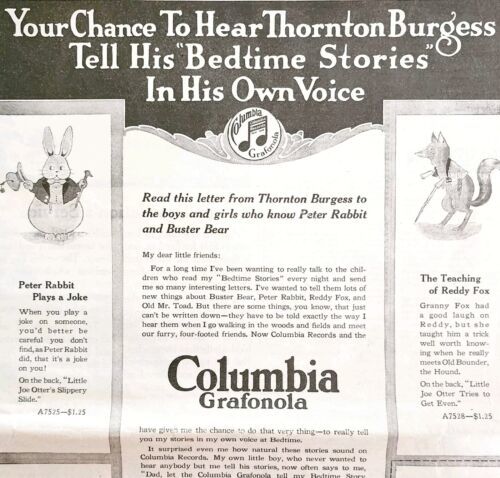 Your Chance To Hear Thornton Burgess
Tell His "Bedtime Stories"
In His Own Voice
Columbia
Grafonola
Read this letter from Thornton Burgess to
the boys and girls who know Peter Rabbit
and Buster Bear
My dear little friends:
For a long time I've been wanting to really talk to the chil-
dren who read my "Bedtime Stories" every night and send
me so many interesting letters. I've wanted to tell them lots
of new things about Buster Bear, Peter Rabbit, Reddy Fox, and
Old Mr. Toad. But there are some things, you know, that just
can't be written down—they have to be told exactly the way I
hear them when I go walking in the woods and fields and meet
our furry, four-footed friends. Now Columbia Records and the
Columbia
Grafonola
have given me the chance to do that very thing—to really tell
you my stories in my own voice at Bedtime.
It surprised even me how natural these stories sound on
Columbia Records. My own little boy, who never wanted to
hear anybody but me tell his stories, now often says to me,
"Dad, let the Columbia Grafonola tell my Bedtime Story
Peter Rabbit
Plays a Joke
When you play a
joke on someone,
you'd better be
careful you don't
find, as Peter Rabbit
did, that it's a joke
on you!
On the back, "Little
Joe Otter's Slippery
Slide."
A7525—$1.25
The Teaching
of Reddy Fox
Granny Fox had
a good laugh on
Reddy, but she
taught him a trick
well worth know-
ing when he really
meets Old Bounder,
the Hound.
On the back, "Little
Joe Otter Tries to
Get Even."
A7528—$1.25